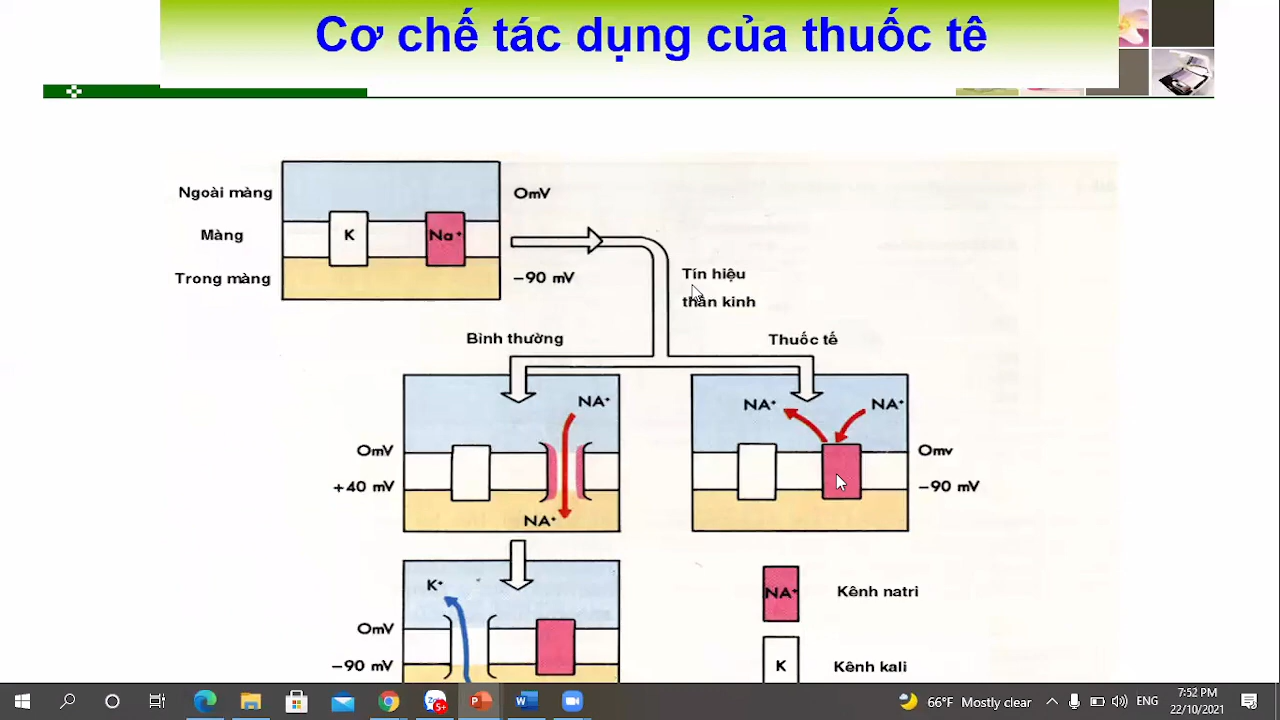 Cơ chế tác dụng của thuốc tê
Ngoài màng
OmV
Màng
K
Na+
Trong màng
−90 mV
Tín hiệu
thần kinh
Bình thường
Thuốc tế
NA+
NA+
NA+
OmV
Omv
+40 mV
−90 mV
NA+
K+
NA+
Kênh natri
OmV
−90 mV
K
Kênh kali
5+
66°F Mostly clear
ENG
7:52 PM
22/10/2021